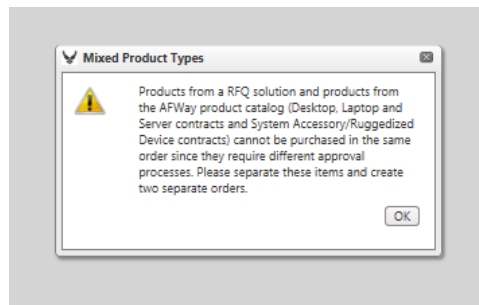 Mixed Product Types
Products from a RFQ solution and products from
the AFWay product catalog (Desktop, Laptop and
Server contracts and System Accessory/Ruggedized
Device contracts) cannot be purchased in the same
order since they require different approval
processes. Please separate these items and create
two separate orders.
OK